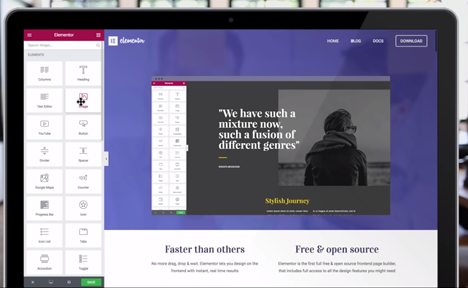 Elementor
Search Widget...
ELEMENTS
Columns
Heading
Text Editor
YouTube
Button
Divider
Spacer
Google Maps
Counter
Progress Bar
Icon
Icon List
Table
Accordion
Toggle
SAVE
elementor
HOME
BLOG
DOCS
DOWNLOAD
"We have such a
mixture now,
such a fusion of
different genres"
Stylish Journey
Faster than others
No more drag, drop & wait. Elementor lets you design on the
frontend with instant, real time results
Free & open source
Elementor is the first full free & open source frontend page builder,
that includes full access to all the design features you might need